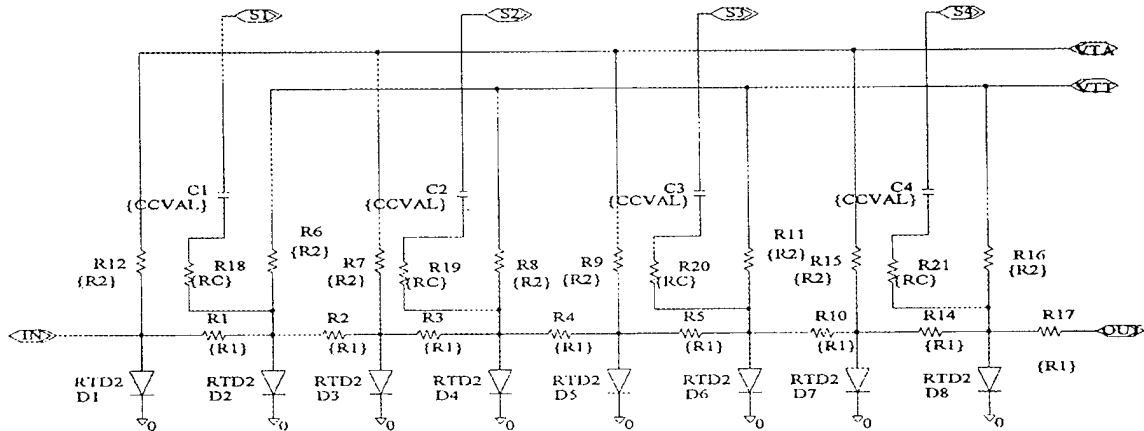 S1 S2 S3 S4
VTA
VTT
C1 C2 C3 C4
{CCVAL} {CCVAL} {CCVAL} {CCVAL}
R12 R18 R6 R7 R19 R8 R9 R20 R11 R15 R21 R16
{R2} {RC} {R2} {R2} {RC} {R2} {R2} {RC} {R2} {R2} {RC} {R2}
IN R1 R2 R3 R4 R5 R10 R14 R17 OUT
{R1} {R1} {R1} {R1} {R1} {R1} {R1} {R1}
RTD2 RTD2 RTD2 RTD2 RTD2 RTD2 RTD2 RTD2
D1 D2 D3 D4 D5 D6 D7 D8
0 0 0 0 0 0 0 0